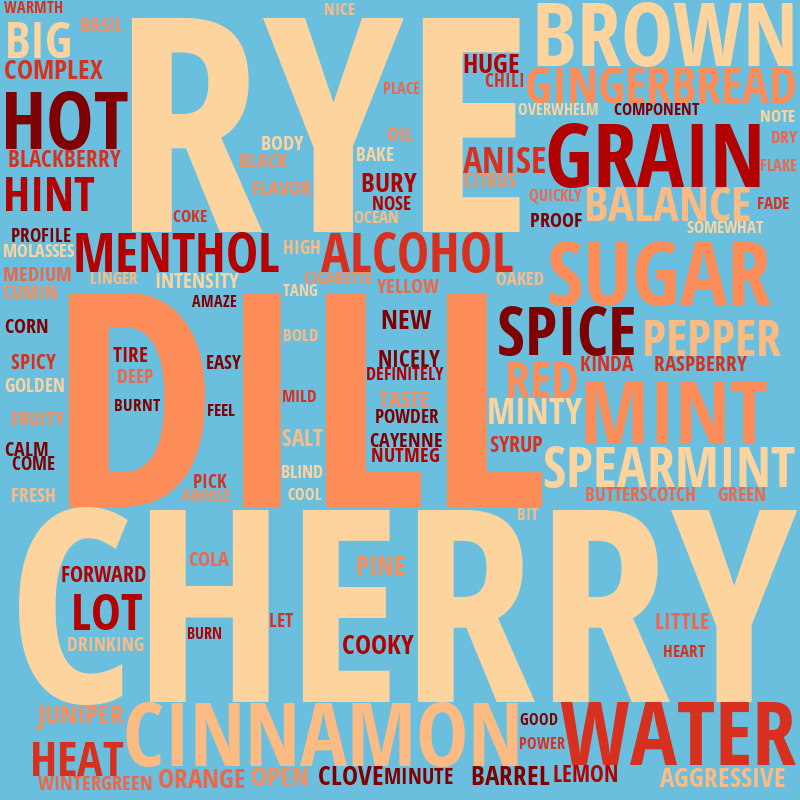 WARMTH
NICE
BASIL
BIG
RYE
BROWN
COMPLEX
HUGE
CHILI
GINGERBREAD
PLACE
HOT
OVERWHELM
COMPONENT
NOTE
OIL
DRY
BODY
BAKE
BLACK
ANISE
GRAIN
BLACKBERRY
FLAKE
CITRUS
BURY
FLAVOR
HINT
QUICKLY
BALANCE
NOSE
FADE
COKE
OCEAN
PROOF
SOMEWHAT
PROFILE
MOLASSES
MENTHOL
HIGH
ALCOHOL
MEDIUM
LINGER
INTENSITY
CIGARETTE
OAKED
SUGAR
CUMIN
TANG
YELLOW
AMAZE
DILL
CORN
NEW
SPICE
BOLD
PEPPER
TIRE
EASY
NICELY
SPICY
KINDA
RASPBERRY
DEEP
DEFINITELY
RED
GOLDEN
MINT
MILD
TASTE
BURNT
FEEL
MINTY
FRUITY
POWDER
SALT
CAYENNE
SYRUP
CALM
NUTMEG
COME
SPEARMINT
BLIND
PICK
FRESH
AWHILE
COOL
BUTTERSCOTCH
GREEN
BIT
CHERRY
COLA
PINE
FORWARD
LOT
LET
LITTLE
BURN
DRINKING
COOKY
HEART
JUNIPER
CINNAMON
GOOD
WATER
POWER
HEAT
WINTERGREEN
ORANGE
OPEN
CLOVE
MINUTE
BARREL
LEMON
AGGRESSIVE